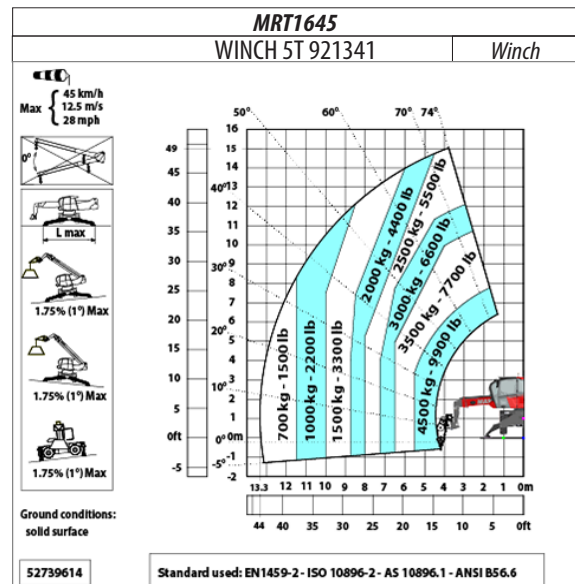 MRT1645
WINCH 5T 921341
Winch
Max { 45 km/h
12.5 m/s
28 mph
0°
L max
1.75% (1°) Max
1.75% (1°) Max
1.75% (1°) Max
Ground conditions:
solid surface
52739614
50° 60° 70° 74°
40°
30°
20°
10°
0°
-5°
49
45
40
35
30
25
20
15
10
5
0ft
-5
16
15
14
13
12
11
10
9
8
7
6
5
4
3
2
1
0m
-1
-2
700 kg - 1500 lb
1000 kg - 2200 lb
1500 kg - 3300 lb
2000 kg - 4400 lb
2500 kg - 5500 lb
3000 kg - 6600 lb
3500 kg - 7700 lb
4500 kg - 9900 lb
13.3 12 11 10 9 8 7 6 5 4 3 2 1 0m
44 40 35 30 25 20 15 10 5 0ft
Standard used: EN1459-2 - ISO 10896-2 - AS 10896.1 - ANSI B56.6